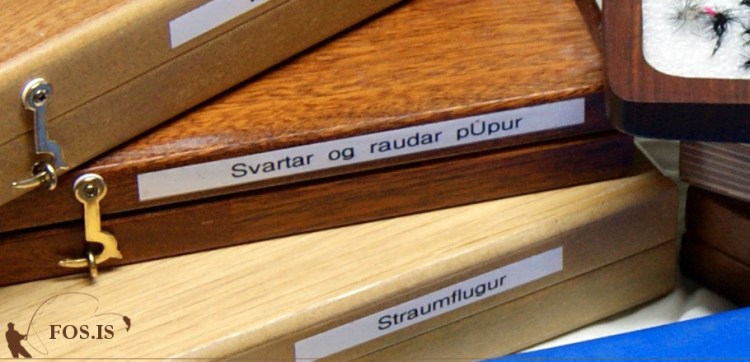 Svartar og raudar pÚpur
Straumflugur
FOS.IS